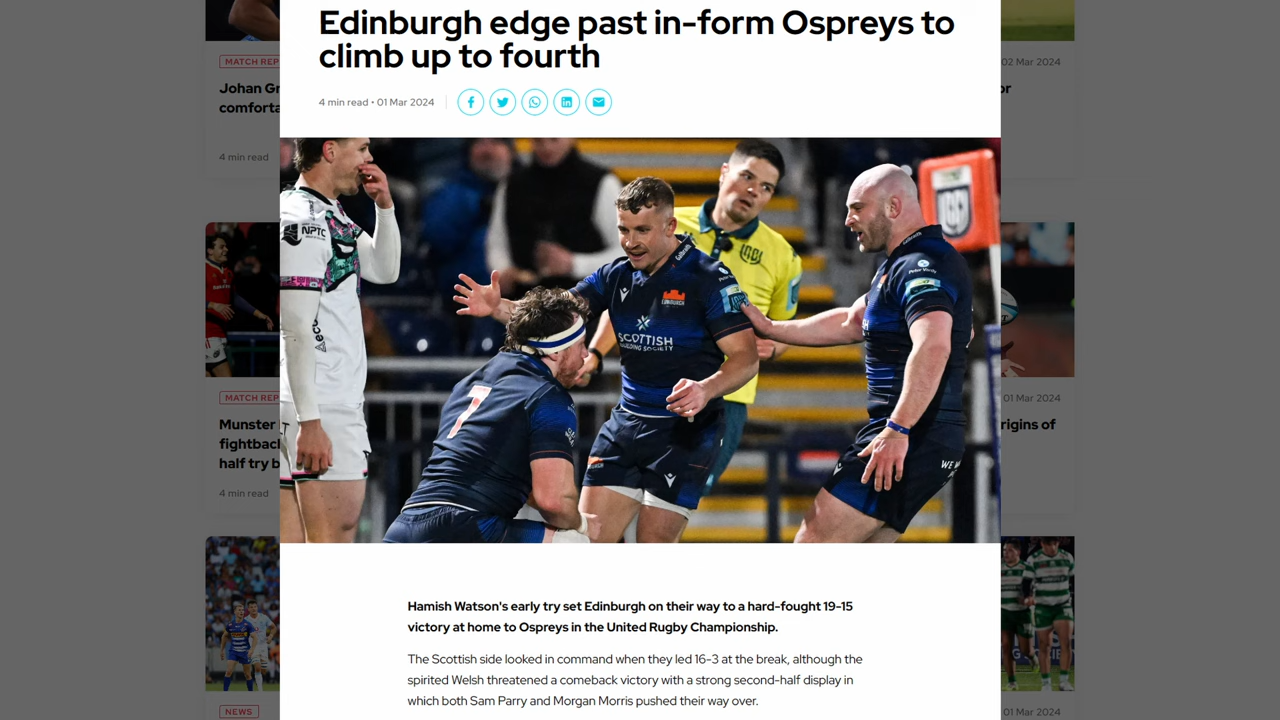 Edinburgh edge past in-form Ospreys to
climb up to fourth
4 min read • 01 Mar 2024
MATCH REP
02 Mar 2024
Johan Gr
or
comforta
4 min read
NPTC
EDINBURGH
SCOTTISH
BUILDING SOCIETY
7
Peter Vardy
MATCH REP
01 Mar 2024
Munster
rigins of
fightback
half try b
4 min read
Hamish Watson's early try set Edinburgh on their way to a hard-fought 19-15
victory at home to Ospreys in the United Rugby Championship.
The Scottish side looked in command when they led 16-3 at the break, although the
spirited Welsh threatened a comeback victory with a strong second-half display in
which both Sam Parry and Morgan Morris pushed their way over.
NEWS
01 Mar 2024